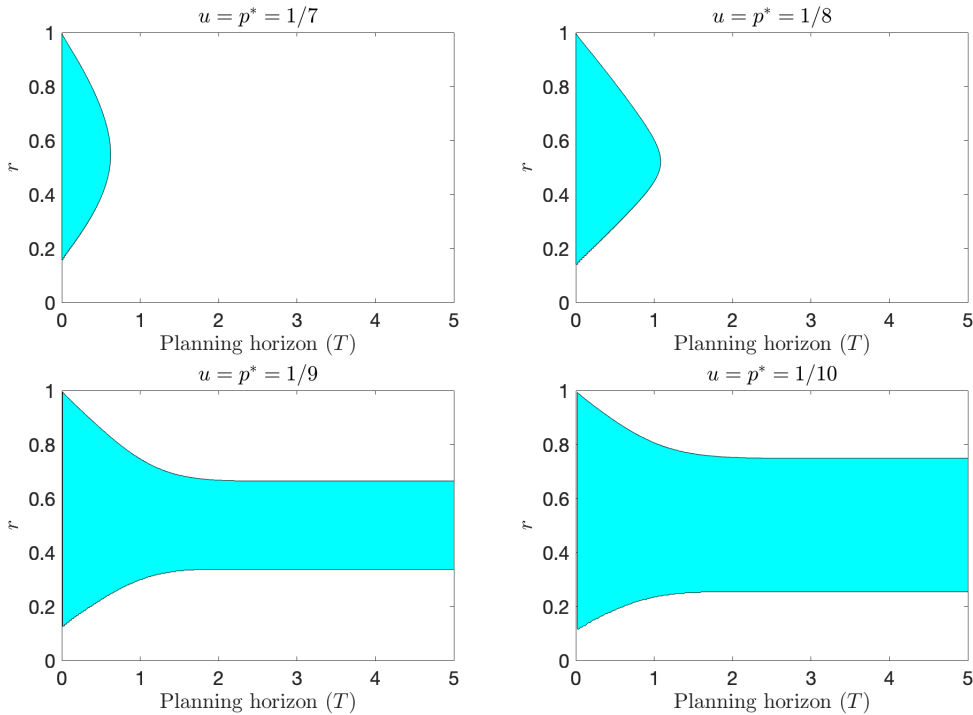 u = p* = 1/7
1
0.8
0.6
r
0.4
0.2
0
0 1 2 3 4 5
Planning horizon (T)
u = p* = 1/8
1
0.8
0.6
r
0.4
0.2
0
0 1 2 3 4 5
Planning horizon (T)
u = p* = 1/9
1
0.8
0.6
r
0.4
0.2
0
0 1 2 3 4 5
Planning horizon (T)
u = p* = 1/10
1
0.8
0.6
r
0.4
0.2
0
0 1 2 3 4 5
Planning horizon (T)